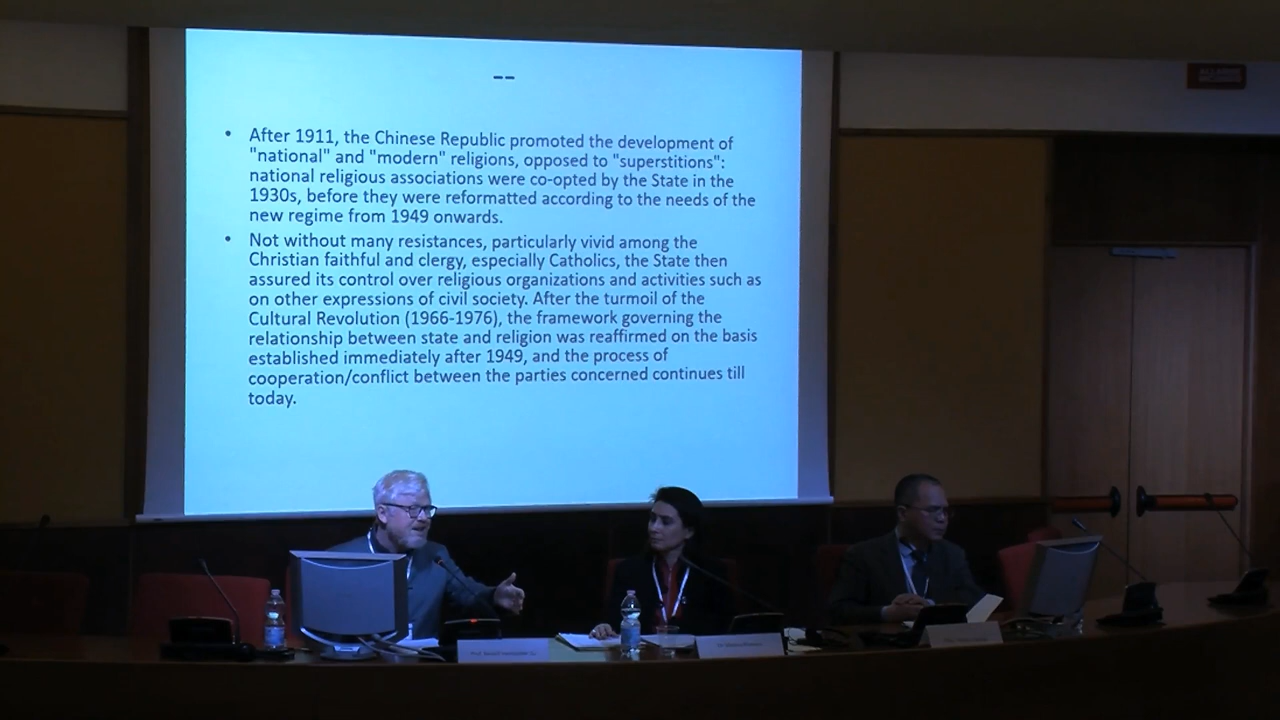 --
• After 1911, the Chinese Republic promoted the development of
"national" and "modern" religions, opposed to "superstitions":
national religious associations were co-opted by the State in the
1930s, before they were reformatted according to the needs of the
new regime from 1949 onwards.
• Not without many resistances, particularly vivid among the
Christian faithful and clergy, especially Catholics, the State then
assured its control over religious organizations and activities such as
on other expressions of civil society. After the turmoil of the
Cultural Revolution (1966-1976), the framework governing the
relationship between state and religion was reaffirmed on the basis
established immediately after 1949, and the process of
cooperation/conflict between the parties concerned continues till
today.